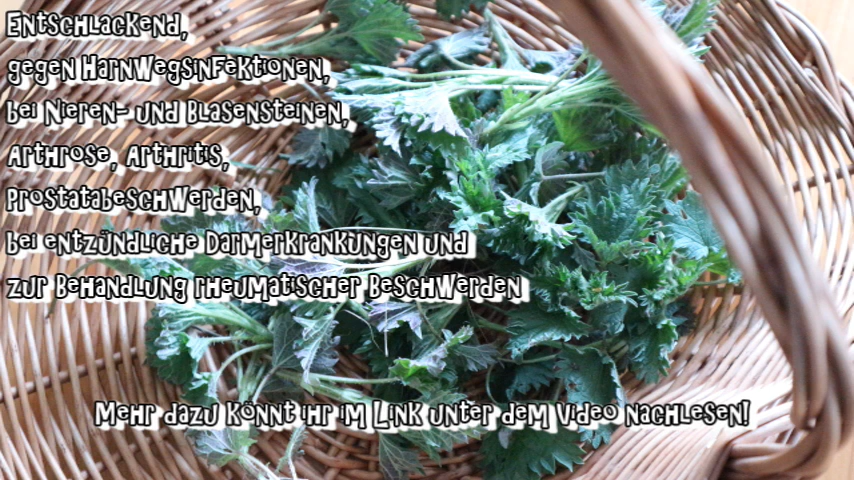 Entschlackend,
gegen Harnwegsinfektionen,
bei Nieren- und Blasensteinen,
Arthrose, Arthritis,
Prostatabeschwerden,
bei entzündliche Darmerkrankungen und
zur Behandlung rheumatischer Beschwerden
Mehr dazu könnt ihr im Link unter dem Video nachlesen!